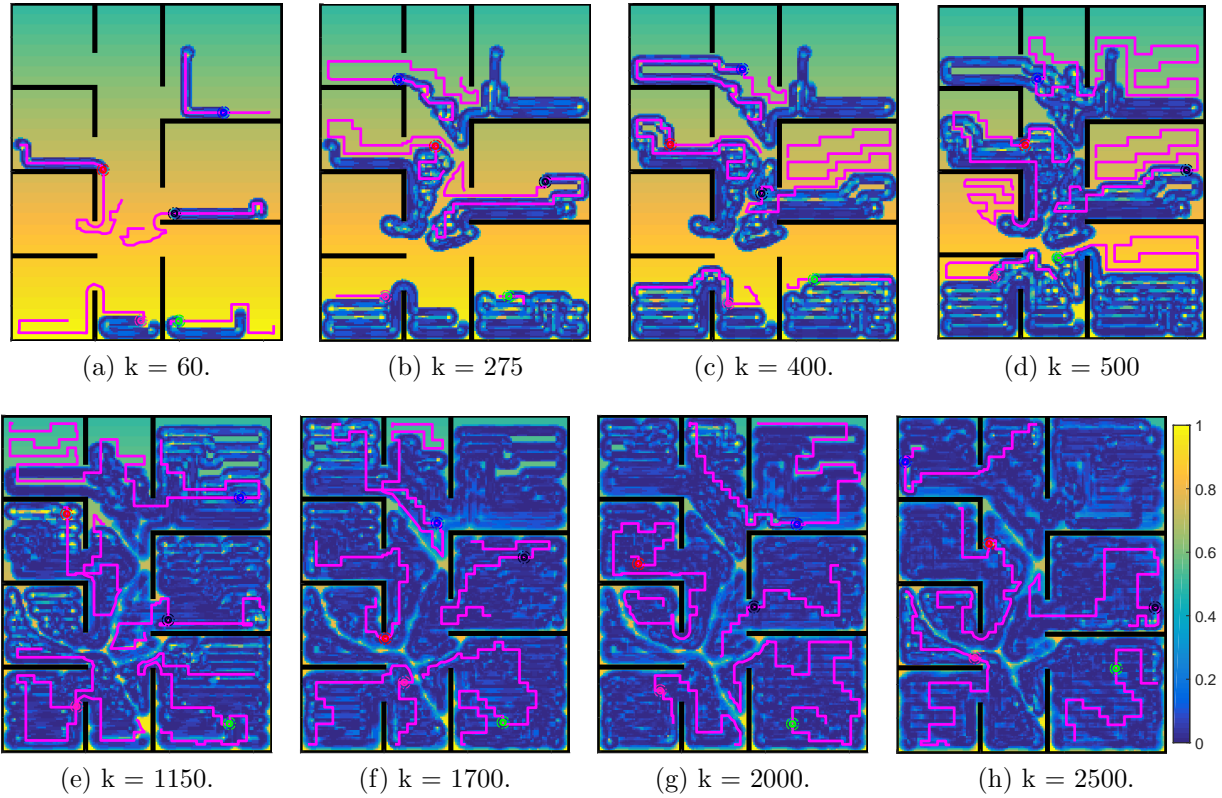 (a) k = 60.
(b) k = 275
(c) k = 400.
(d) k = 500
1
0.8
0.6
0.4
0.2
0
(e) k = 1150.
(f) k = 1700.
(g) k = 2000.
(h) k = 2500.